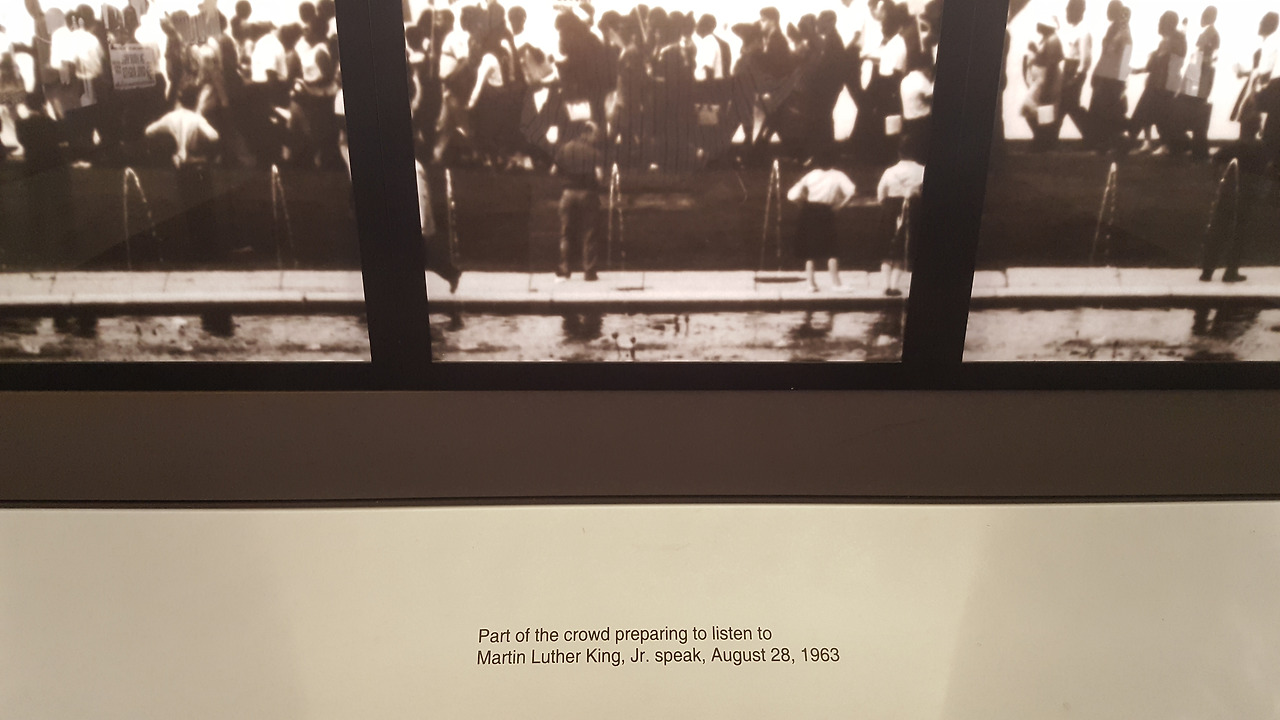 Part of the crowd preparing to listen to
Martin Luther King, Jr. speak, August 28, 1963